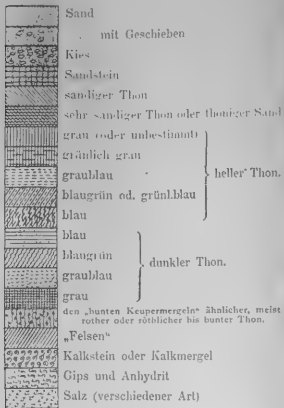 Sand
mit Geschieben
Kies
Sandstein
sandiger Thon
sehr sandiger Thon oder thoniger Sand
grau (oder unbestimmt)
grünlich grau
graublau
heller Thon.
blaugrün od. grünl.blau
blau
blau
blaugrün
dunkler Thon.
graublau
grau
den „bunten Keupermergeln“ ähnlicher, meist
rother oder röthlicher bis bunter Thon.
„Felsen“
Kalkstein oder Kalkmergel
Gips und Anhydrit
Salz (verschiedener Art)